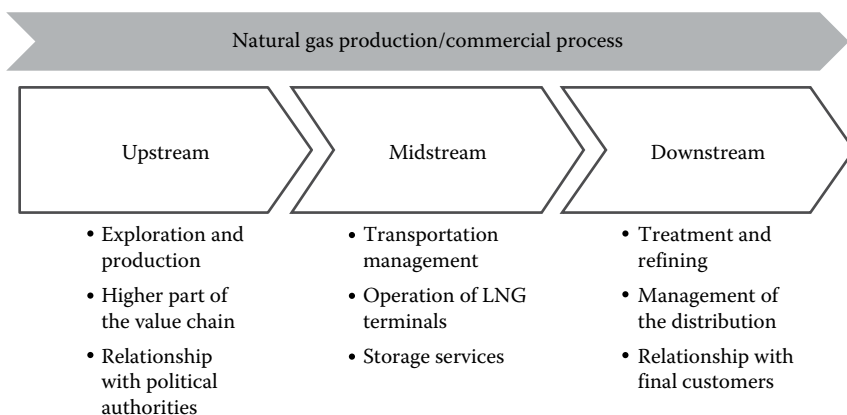 Natural gas production/commercial process
Upstream
Midstream
Downstream
• Exploration and
production
• Higher part of
the value chain
• Relationship
with political
authorities
• Transportation
management
• Operation of LNG
terminals
• Storage services
• Treatment and
refining
• Management of
the distribution
• Relationship with
final customers